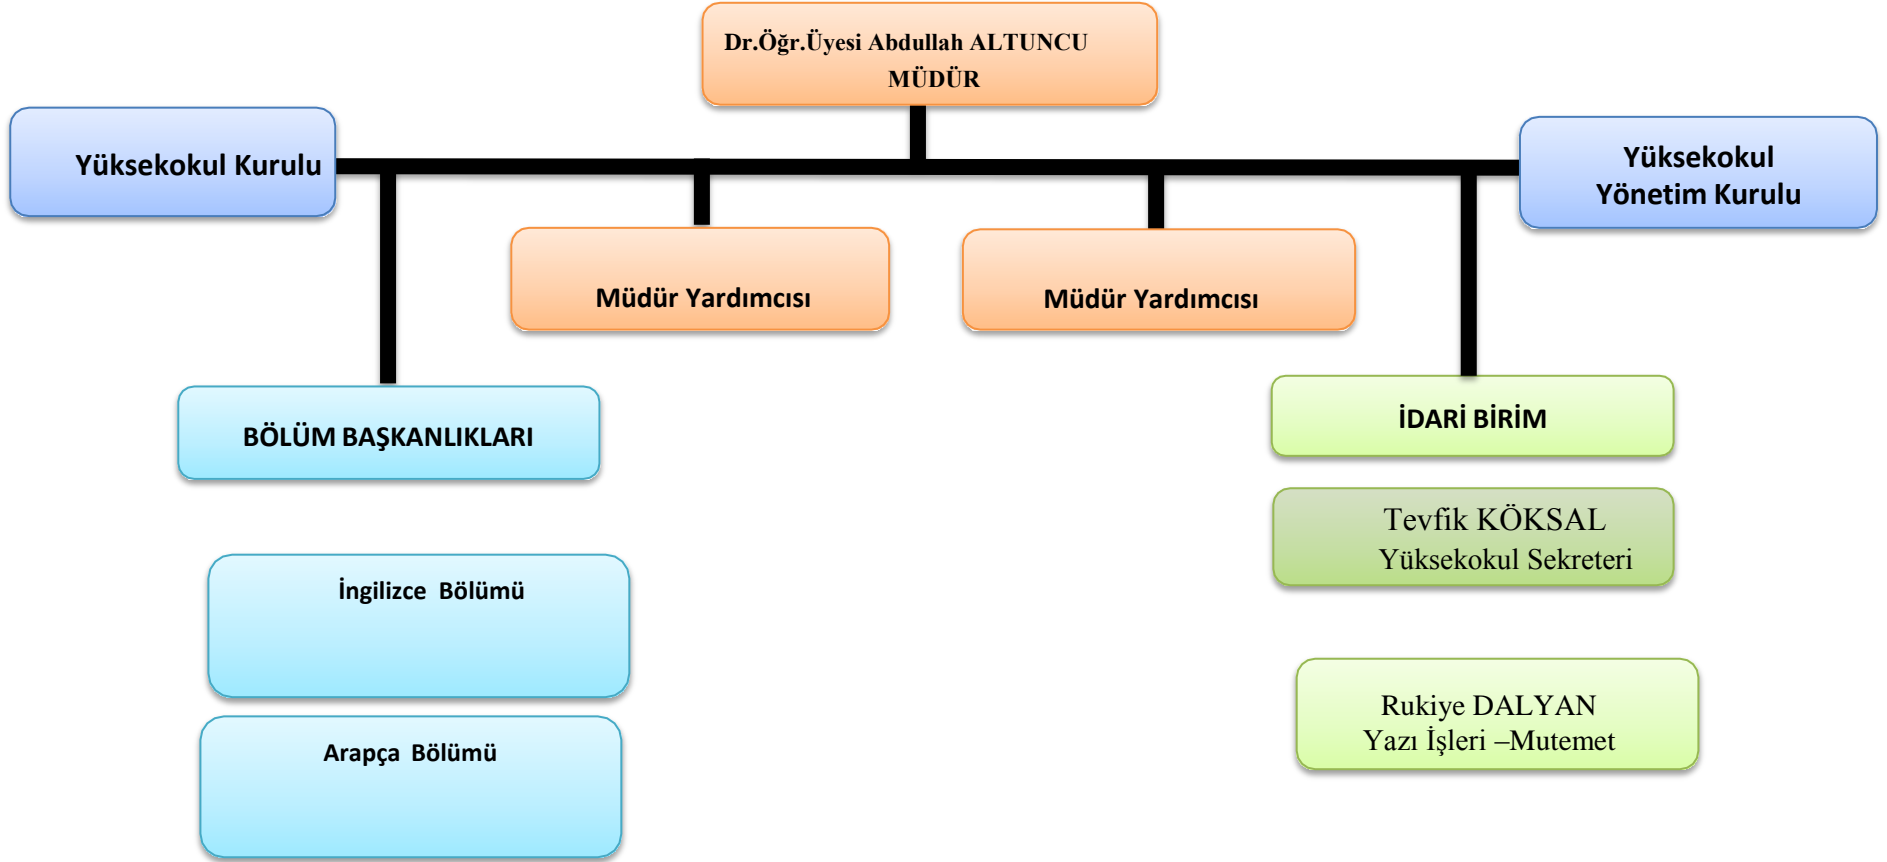 Dr.Öğr.Üyesi Abdullah ALTUNCU
MÜDÜR
Yüksekokul Kurulu
Yüksekokul
Yönetim Kurulu
Müdür Yardımcısı
Müdür Yardımcısı
BÖLÜM BAŞKANLIKLARI
İDARİ BİRİM
Tevfik KÖKSAL
Yüksekokul Sekreteri
İngilizce Bölümü
Rukiye DALYAN
Yazı İşleri –Mutemet
Arapça Bölümü